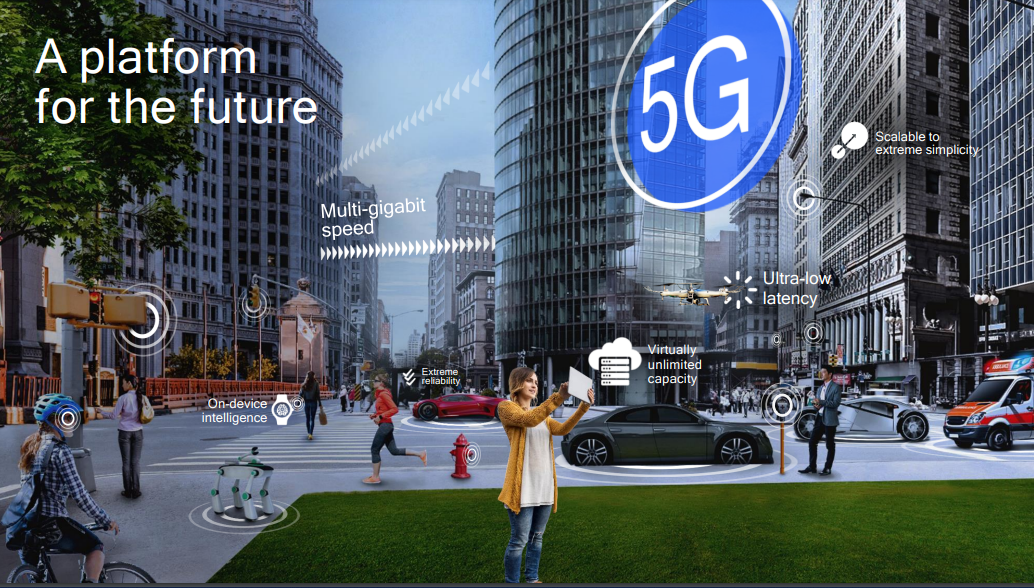 A platform
for the future
5G
Scalable to
extreme simplicity
Multi-gigabit
speed
Ultra-low
latency
Virtually
unlimited
capacity
Extreme
reliability
On-device
intelligence
AMBULANCE